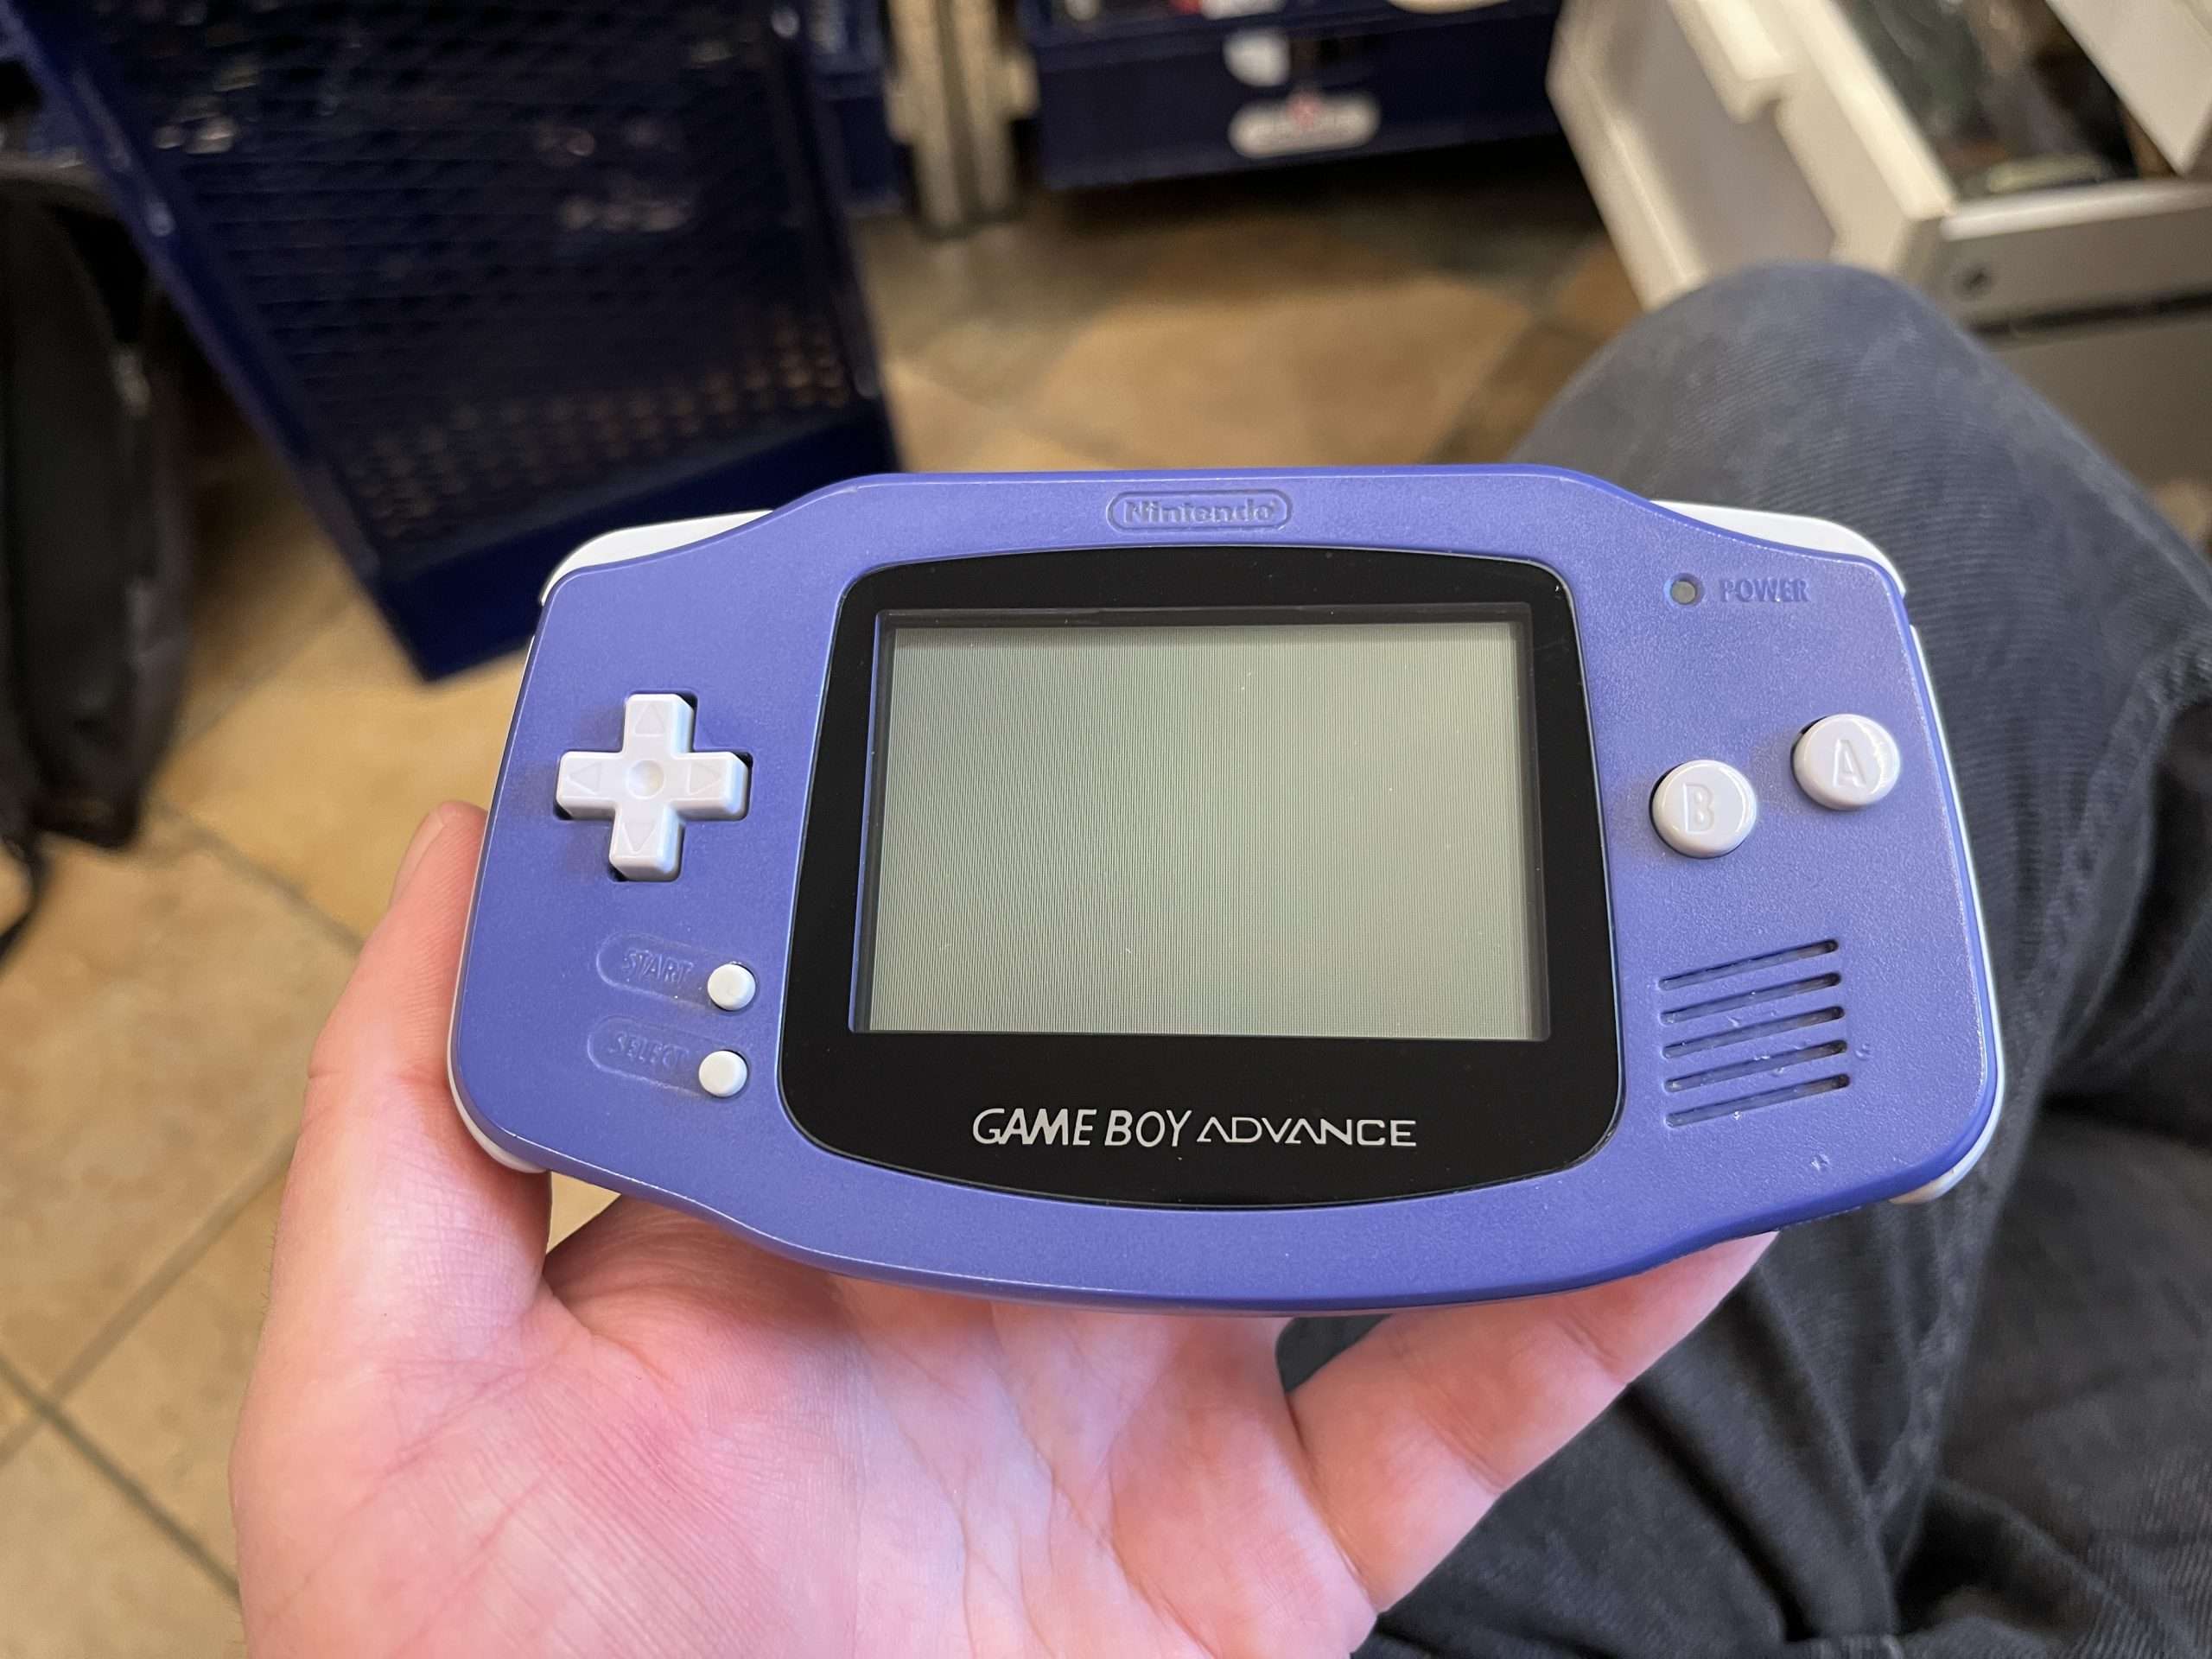 Nintendo®
POWER
A
B
START
SELECT
GAME BOY ADVANCE